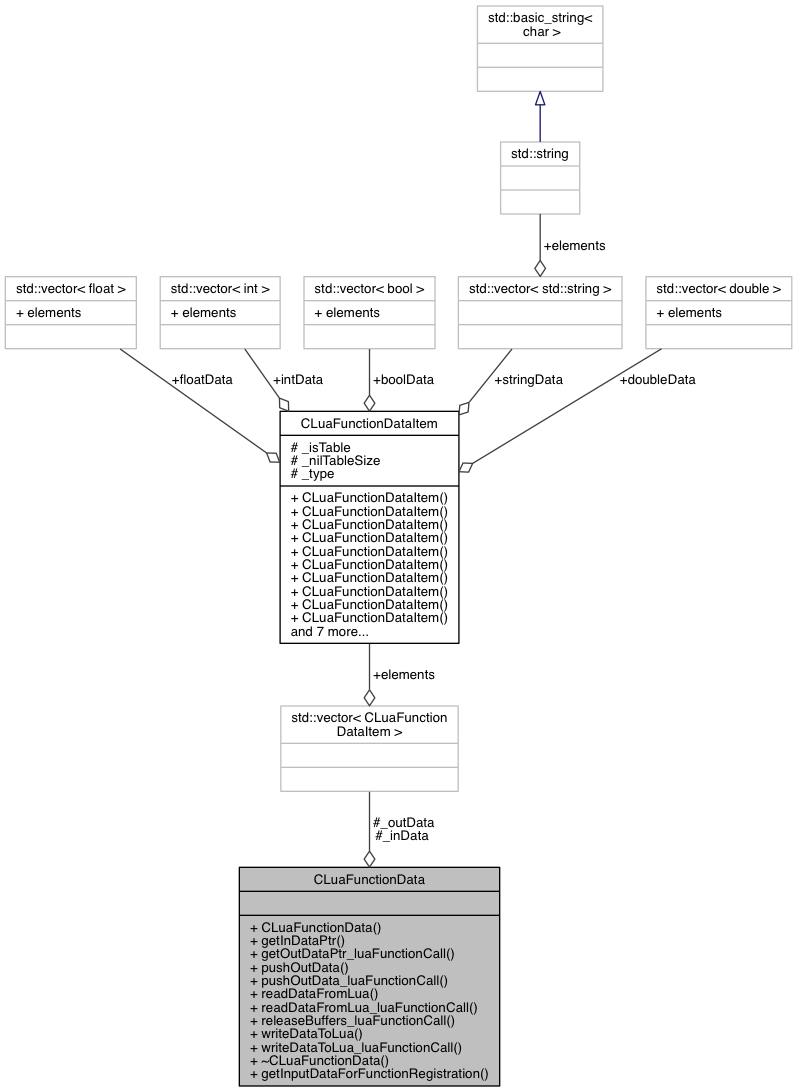 std::basic_string<
char >
std::string
+elements
std::vector< float >
+ elements
std::vector< int >
+ elements
std::vector< bool >
+ elements
std::vector< std::string >
std::vector< double >
+ elements
+floatData
+intData
+boolData
+stringData
+doubleData
CLuaFunctionDataItem
# _isTable
# _nilTableSize
# _type
+ CLuaFunctionDataItem()
+ CLuaFunctionDataItem()
+ CLuaFunctionDataItem()
+ CLuaFunctionDataItem()
+ CLuaFunctionDataItem()
+ CLuaFunctionDataItem()
+ CLuaFunctionDataItem()
+ CLuaFunctionDataItem()
+ CLuaFunctionDataItem()
+ CLuaFunctionDataItem()
and 7 more...
+elements
std::vector< CLuaFunction
DataItem >
#_outData
#_inData
CLuaFunctionData
+ CLuaFunctionData()
+ getInDataPtr()
+ getOutDataPtr_luaFunctionCall()
+ pushOutData()
+ pushOutData_luaFunctionCall()
+ readDataFromLua()
+ readDataFromLua_luaFunctionCall()
+ releaseBuffers_luaFunctionCall()
+ writeDataToLua()
+ writeDataToLua_luaFunctionCall()
+ ~CLuaFunctionData()
+ getInputDataForFunctionRegistration()